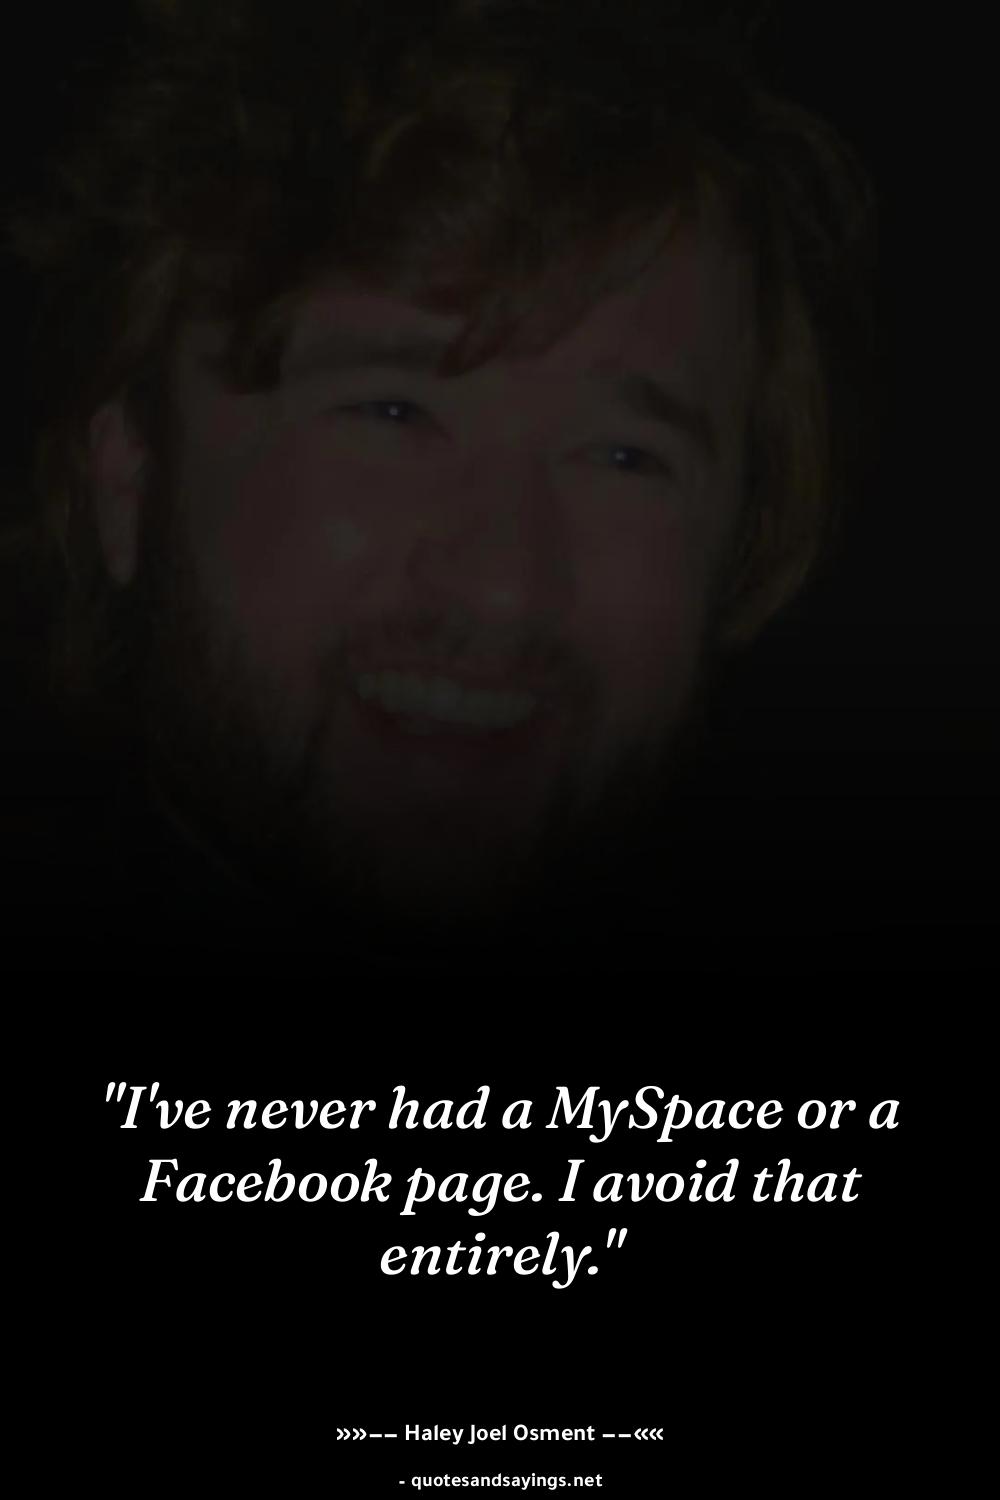 "I've never had a MySpace or a
Facebook page. I avoid that
entirely."
»»−− Haley Joel Osment −−««
- quotesandsayings.net